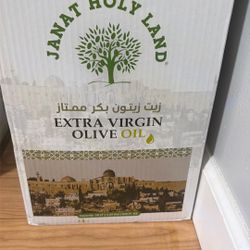 JANAT HOLY LAND
زيت زيتون بكر ممتاز
EXTRA VIRGIN
OLIVE OIL